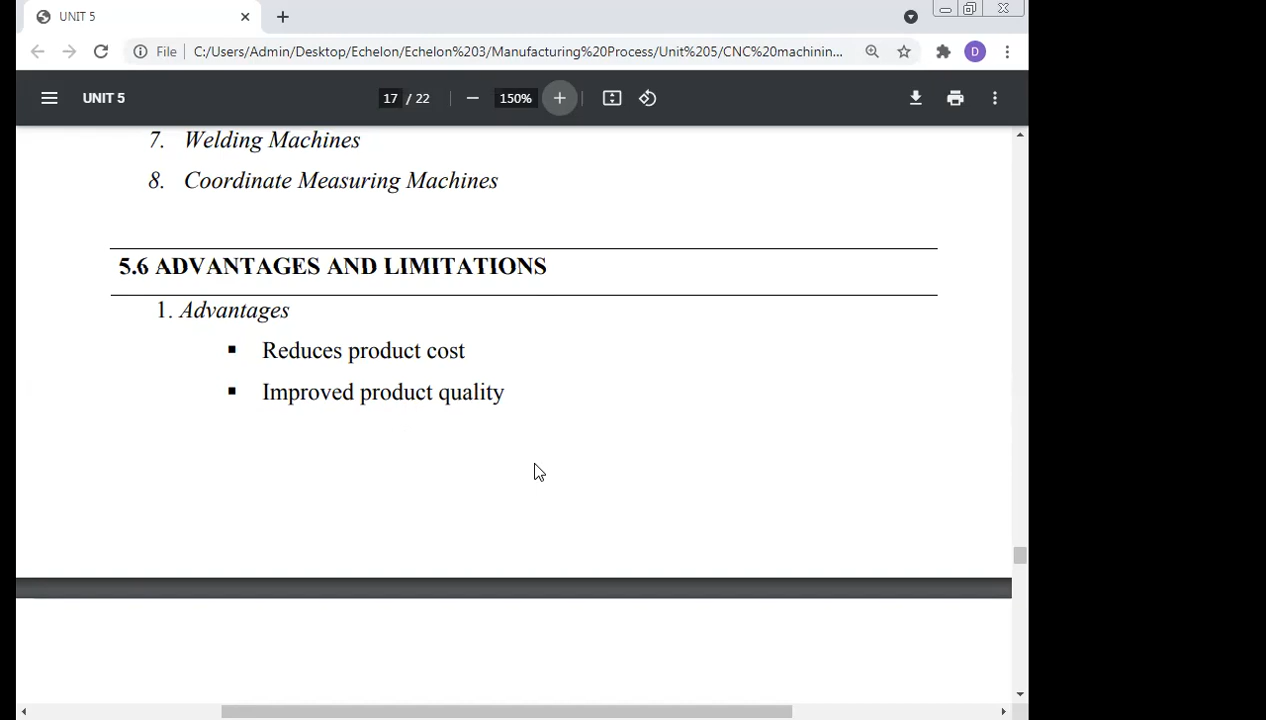 UNIT 5
File C:/Users/Admin/Desktop/Echelon/Echelon%203/Manufacturing%20Process/Unit%205/CNC%20machinin... D
UNIT 5 17 / 22 150%
7. Welding Machines
8. Coordinate Measuring Machines
5.6 ADVANTAGES AND LIMITATIONS
1. Advantages
▪ Reduces product cost
▪ Improved product quality